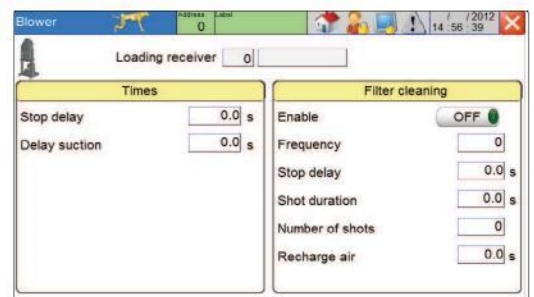 Blower Address Label / / 2012
0 14 :56 : 39
Loading receiver 0
Times
Stop delay 0.0 s
Delay suction 0.0 s
Filter cleaning
Enable OFF
Frequency 0
Stop delay 0.0 s
Shot duration 0.0 s
Number of shots 0
Recharge air 0.0 s